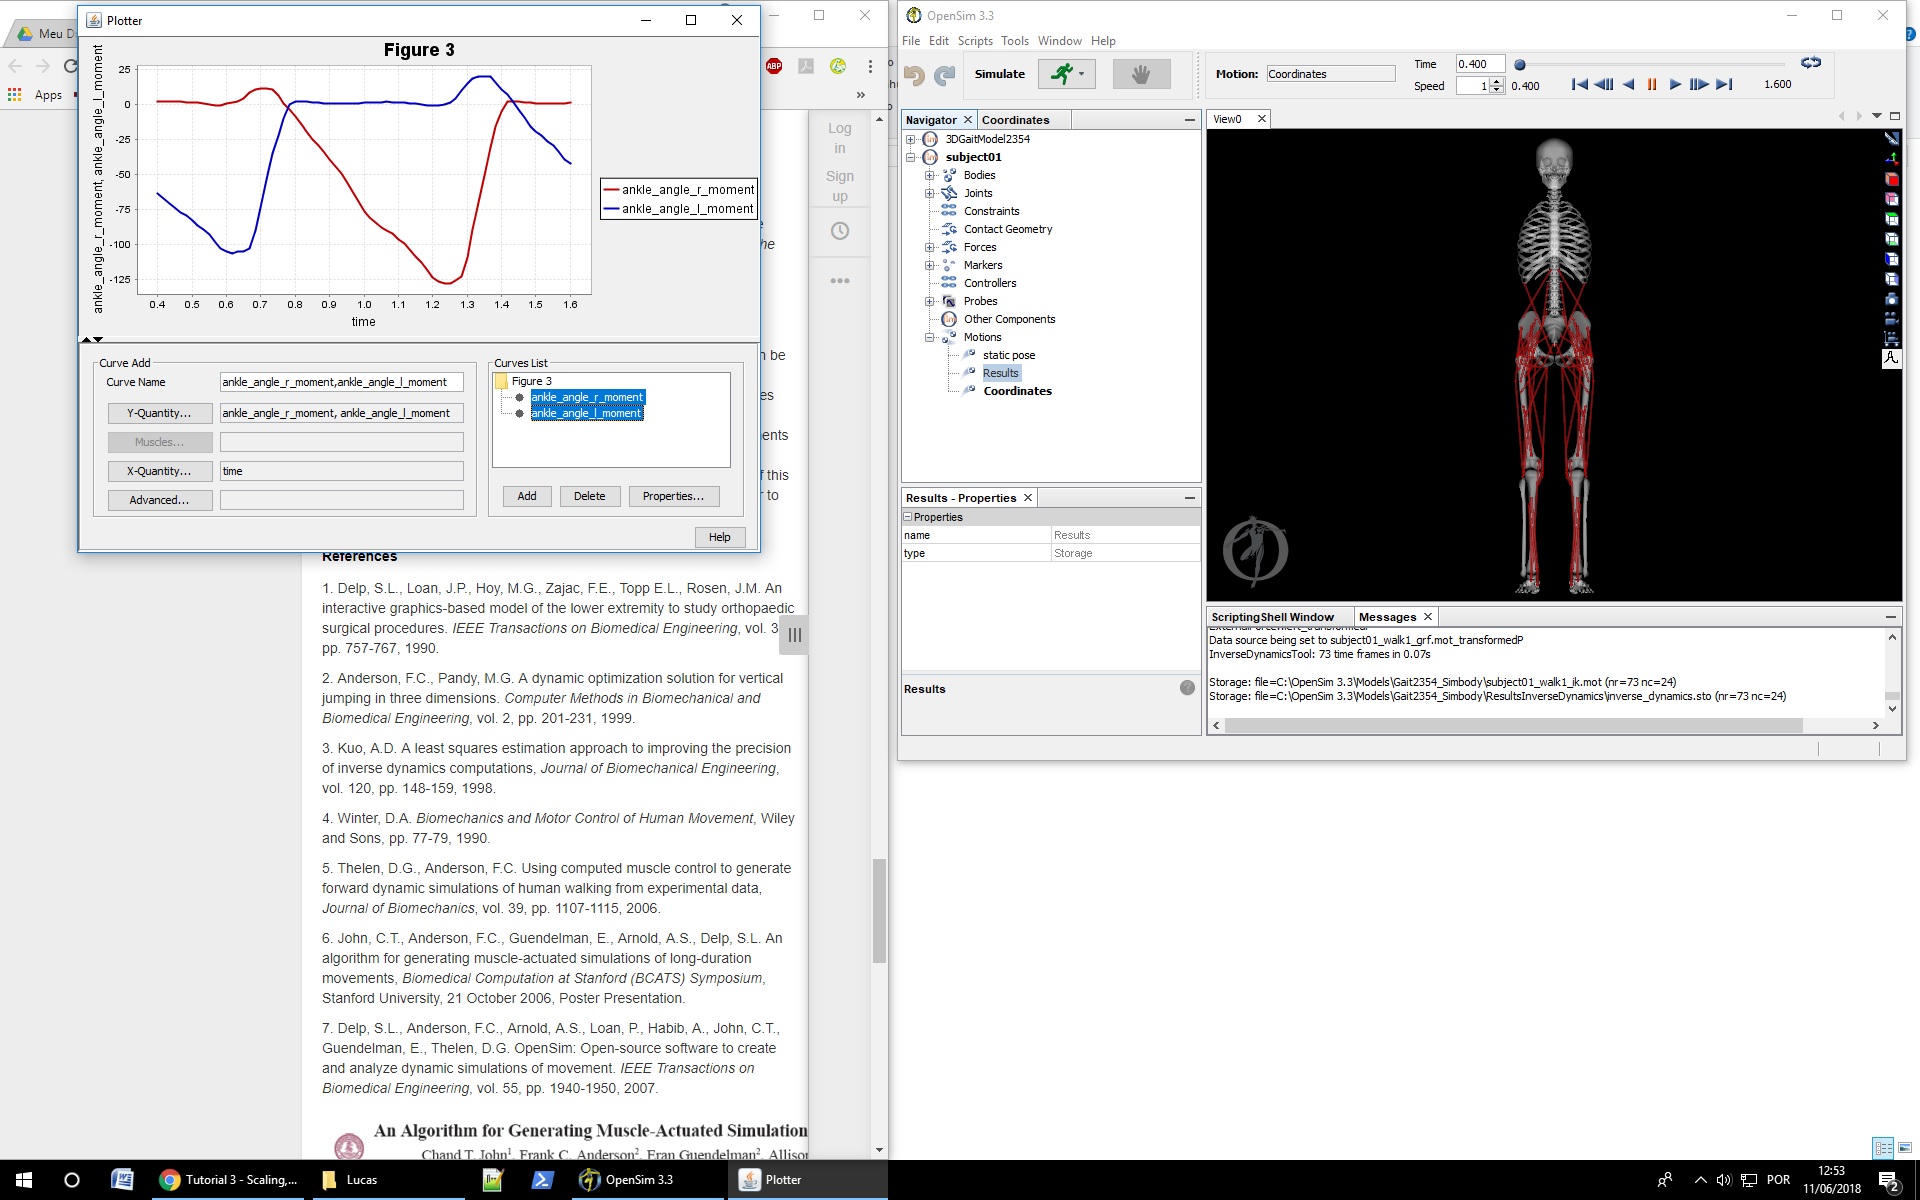 Plotter
Figure 3
ankle_angle_r_moment, ankle_angle_l_moment
25
0
-25
-50
-75
-100
-125
0.4 0.5 0.6 0.7 0.8 0.9 1.0 1.1 1.2 1.3 1.4 1.5 1.6
time
ankle_angle_r_moment
ankle_angle_l_moment
Curve Add
Curve Name ankle_angle_r_moment,ankle_angle_l_moment
Y-Quantity... ankle_angle_r_moment, ankle_angle_l_moment
Muscles...
X-Quantity... time
Advanced...
Curves List
Figure 3
ankle_angle_r_moment
ankle_angle_l_moment
Add Delete Properties...
Help
Meu D
Apps
ABP
»
Log
in
Sign
up
he
n be
es
ents
f this
r to
References
1. Delp, S.L., Loan, J.P., Hoy, M.G., Zajac, F.E., Topp E.L., Rosen, J.M. An
interactive graphics-based model of the lower extremity to study orthopaedic
surgical procedures. IEEE Transactions on Biomedical Engineering, vol. 3
pp. 757-767, 1990.
2. Anderson, F.C., Pandy, M.G. A dynamic optimization solution for vertical
jumping in three dimensions. Computer Methods in Biomechanical and
Biomedical Engineering, vol. 2, pp. 201-231, 1999.
3. Kuo, A.D. A least squares estimation approach to improving the precision
of inverse dynamics computations, Journal of Biomechanical Engineering,
vol. 120, pp. 148-159, 1998.
4. Winter, D.A. Biomechanics and Motor Control of Human Movement, Wiley
and Sons, pp. 77-79, 1990.
5. Thelen, D.G., Anderson, F.C. Using computed muscle control to generate
forward dynamic simulations of human walking from experimental data,
Journal of Biomechanics, vol. 39, pp. 1107-1115, 2006.
6. John, C.T., Anderson, F.C., Guendelman, E., Arnold, A.S., Delp, S.L. An
algorithm for generating muscle-actuated simulations of long-duration
movements, Biomedical Computation at Stanford (BCATS) Symposium,
Stanford University, 21 October 2006, Poster Presentation.
7. Delp, S.L., Anderson, F.C., Arnold, A.S., Loan, P., Habib, A., John, C.T.,
Guendelman, E., Thelen, D.G. OpenSim: Open-source software to create
and analyze dynamic simulations of movement. IEEE Transactions on
Biomedical Engineering, vol. 55, pp. 1940-1950, 2007.
An Algorithm for Generating Muscle-Actuated Simulation
Chand T. John¹, Frank C. Anderson², Eran Guendelman², Allison
OpenSim 3.3
File Edit Scripts Tools Window Help
Simulate
Motion: Coordinates
Time 0.400
Speed 1 0.400 1.600
Navigator Coordinates
3DGaitModel2354
subject01
Bodies
Joints
Constraints
Contact Geometry
Forces
Markers
Controllers
Probes
Other Components
Motions
static pose
Results
Coordinates
Results - Properties
Properties
name Results
type Storage
Results
View0
ScriptingShell Window Messages
Data source being set to subject01_walk1_grf.mot_transformedP
InverseDynamicsTool: 73 time frames in 0.07s
Storage: file=C:\OpenSim 3.3\Models\Gait2354_Simbody\subject01_walk1_ik.mot (nr=73 nc=24)
Storage: file=C:\OpenSim 3.3\Models\Gait2354_Simbody\ResultsInverseDynamics\inverse_dynamics.sto (nr=73 nc=24)
Tutorial 3 - Scaling,... Lucas OpenSim 3.3 Plotter
POR
12:53
11/06/2018
2